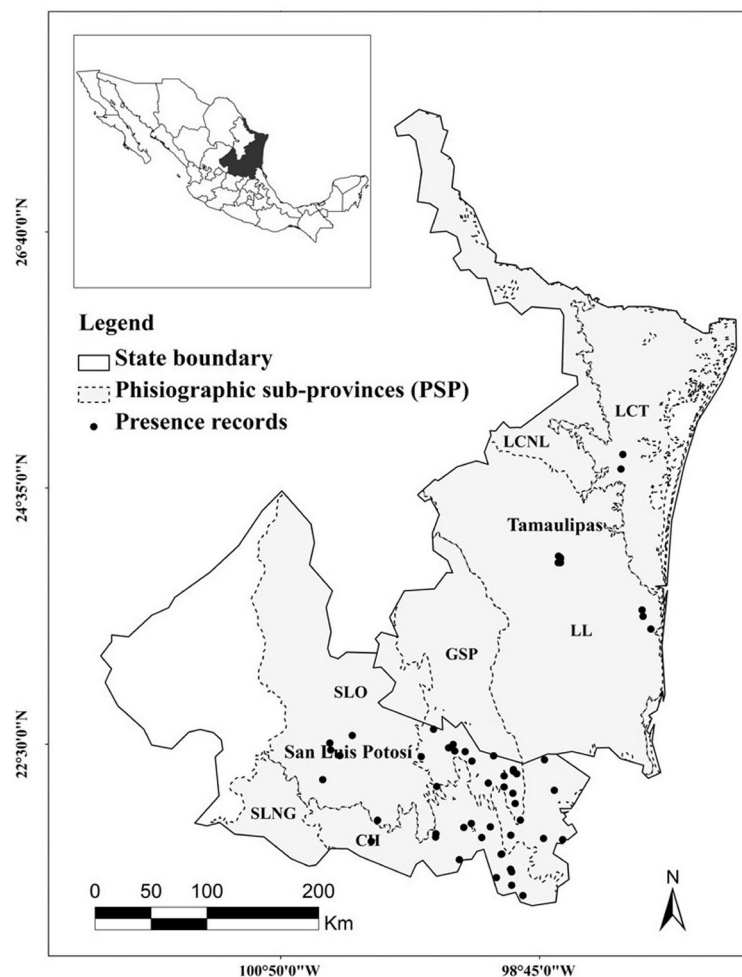 26°40'0"N
24°35'0"N
22°30'0"N
Legend
State boundary
Phisiographic sub-provinces (PSP)
Presence records
LCT
LCNL
Tamaulipas
LL
GSP
SLO
San Luis Potosí
SLNG
CH
0 50 100 200
Km
N
100°50'0"W 98°45'0"W